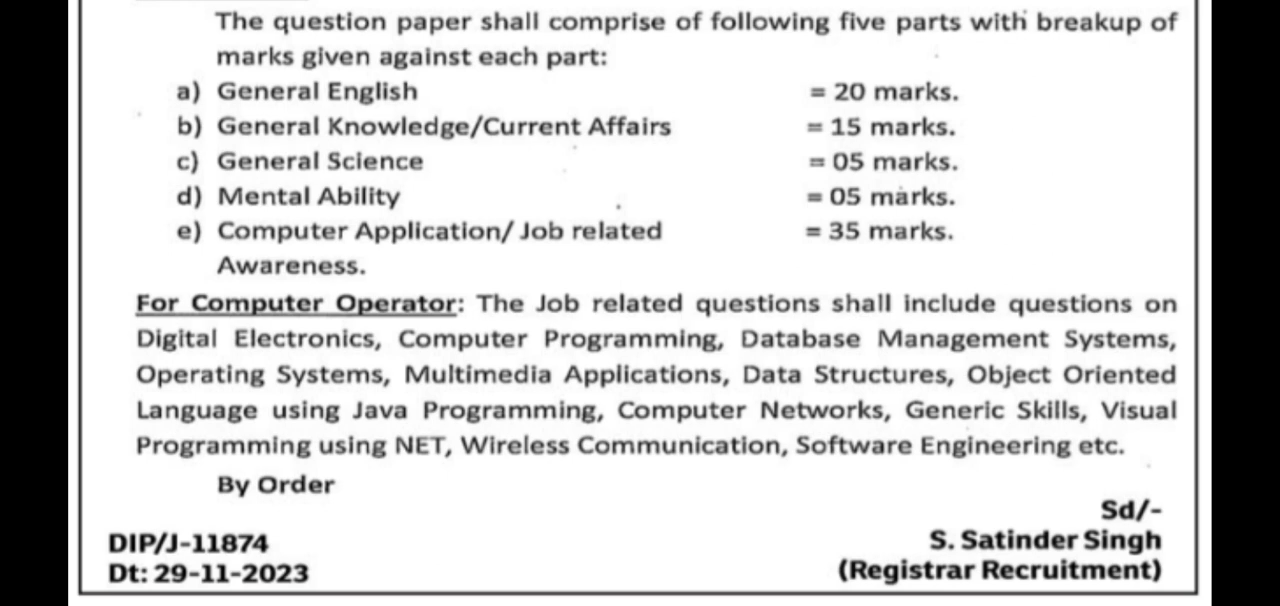 The question paper shall comprise of following five parts with breakup of
marks given against each part:
a) General English = 20 marks.
b) General Knowledge/Current Affairs = 15 marks.
c) General Science = 05 marks.
d) Mental Ability = 05 marks.
e) Computer Application/ Job related = 35 marks.
Awareness.
For Computer Operator: The Job related questions shall include questions on
Digital Electronics, Computer Programming, Database Management Systems,
Operating Systems, Multimedia Applications, Data Structures, Object Oriented
Language using Java Programming, Computer Networks, Generic Skills, Visual
Programming using NET, Wireless Communication, Software Engineering etc.
By Order
Sd/-
DIP/J-11874 S. Satinder Singh
Dt: 29-11-2023 (Registrar Recruitment)